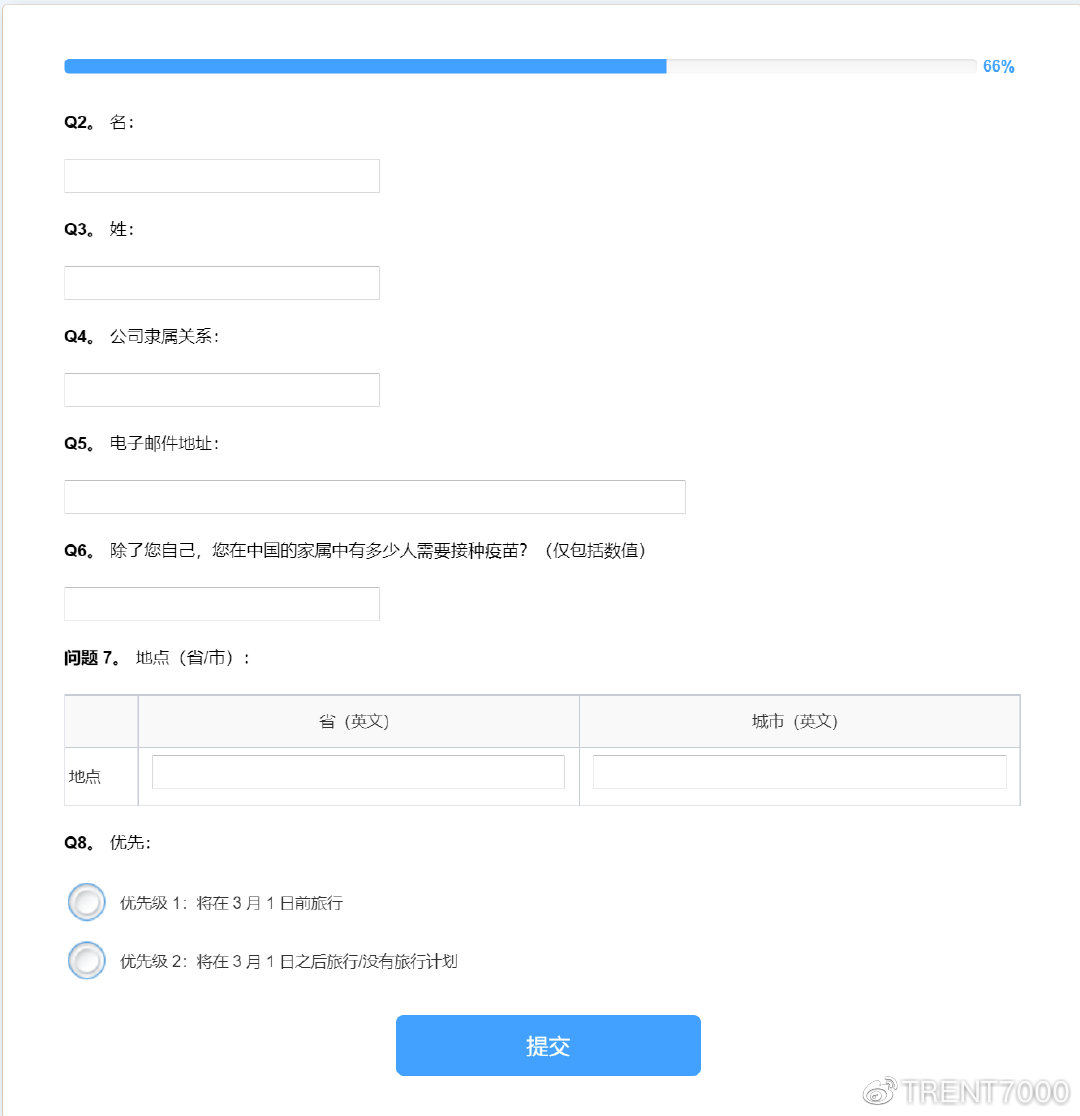 66%
Q2。 名：
Q3。 姓：
Q4。 公司隶属关系：
Q5。 电子邮件地址：
Q6。 除了您自己，您在中国的家属中有多少人需要接种疫苗？（仅包括数值）
问题 7。 地点（省/市）：
省（英文） 城市（英文）
地点
Q8。 优先：
优先级 1：将在 3 月 1 日前旅行
优先级 2：将在 3 月 1 日之后旅行/没有旅行计划
提交
TRENT7000